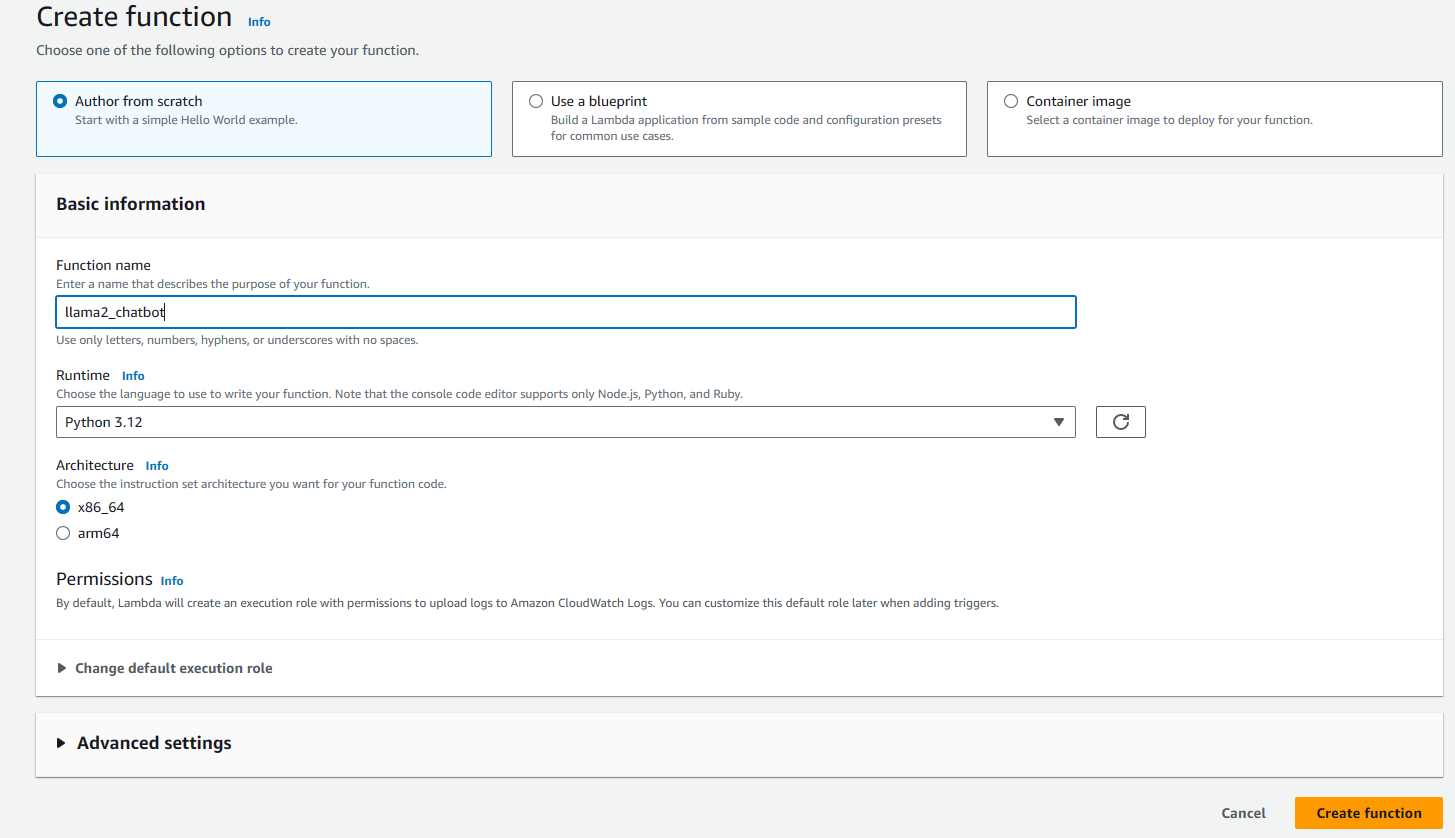 Create function Info
Choose one of the following options to create your function.
Author from scratch
Start with a simple Hello World example.
Use a blueprint
Build a Lambda application from sample code and configuration presets
for common use cases.
Container image
Select a container image to deploy for your function.
Basic information
Function name
Enter a name that describes the purpose of your function.
llama2_chatbot
Use only letters, numbers, hyphens, or underscores with no spaces.
Runtime Info
Choose the language to use to write your function. Note that the console code editor supports only Node.js, Python, and Ruby.
Python 3.12
Architecture Info
Choose the instruction set architecture you want for your function code.
x86_64
arm64
Permissions Info
By default, Lambda will create an execution role with permissions to upload logs to Amazon CloudWatch Logs. You can customize this default role later when adding triggers.
Change default execution role
Advanced settings
Cancel Create function